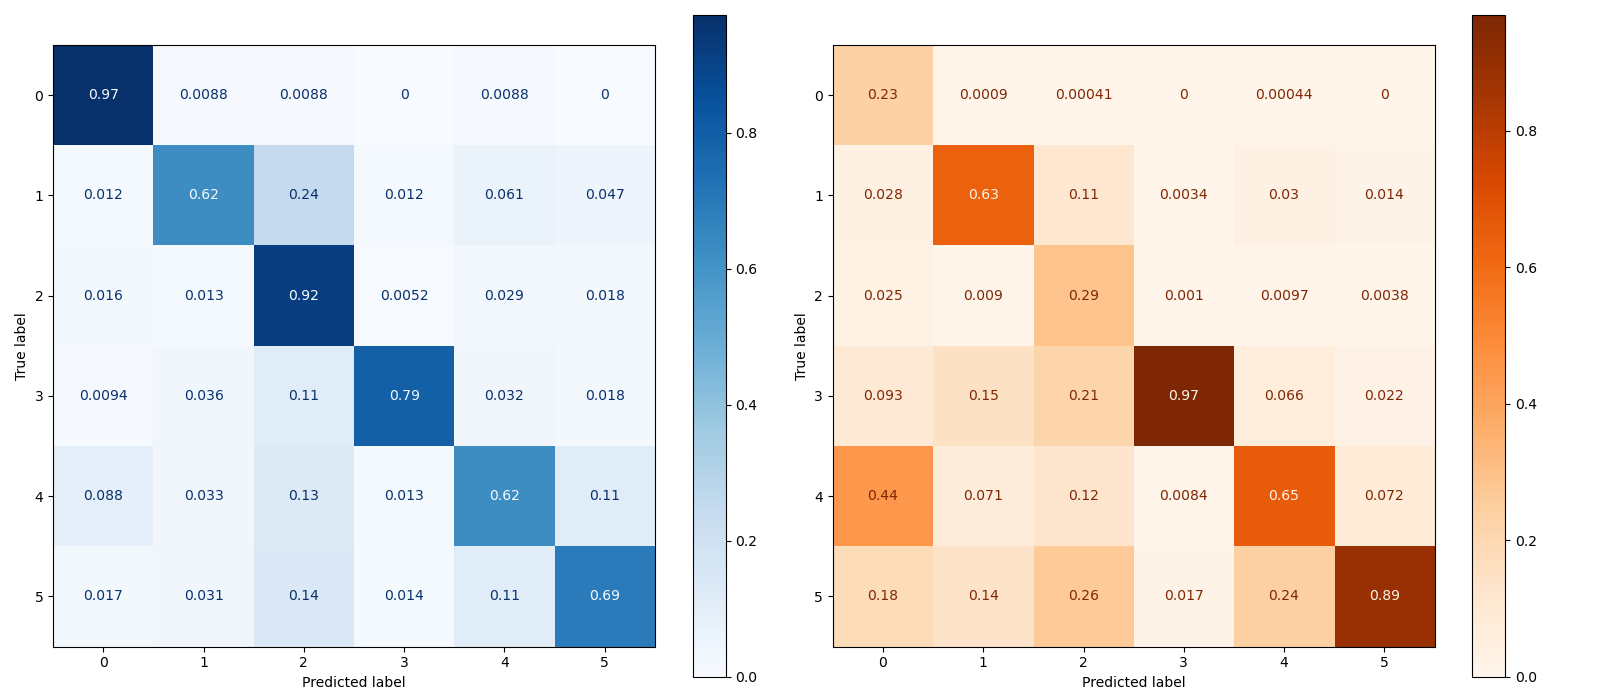 0 0.97 0.0088 0.0088 0 0.0088 0
1 0.012 0.62 0.24 0.012 0.061 0.047
2 0.016 0.013 0.92 0.0052 0.029 0.018
3 0.0094 0.036 0.11 0.79 0.032 0.018
4 0.088 0.033 0.13 0.013 0.62 0.11
5 0.017 0.031 0.14 0.014 0.11 0.69
0 1 2 3 4 5
True label
Predicted label
0.8
0.6
0.4
0.2
0.0
0 0.23 0.0009 0.00041 0 0.00044 0
1 0.028 0.63 0.11 0.0034 0.03 0.014
2 0.025 0.009 0.29 0.001 0.0097 0.0038
3 0.093 0.15 0.21 0.97 0.066 0.022
4 0.44 0.071 0.12 0.0084 0.65 0.072
5 0.18 0.14 0.26 0.017 0.24 0.89
0 1 2 3 4 5
True label
Predicted label
0.8
0.6
0.4
0.2
0.0